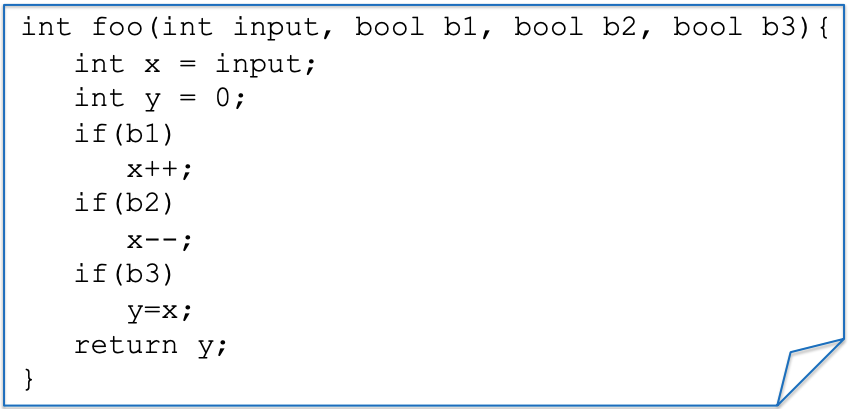 int foo(int input, bool b1, bool b2, bool b3){
   int x = input;
   int y = 0;
   if(b1)
      x++;
   if(b2)
      x--;
   if(b3)
      y=x;
   return y;
}